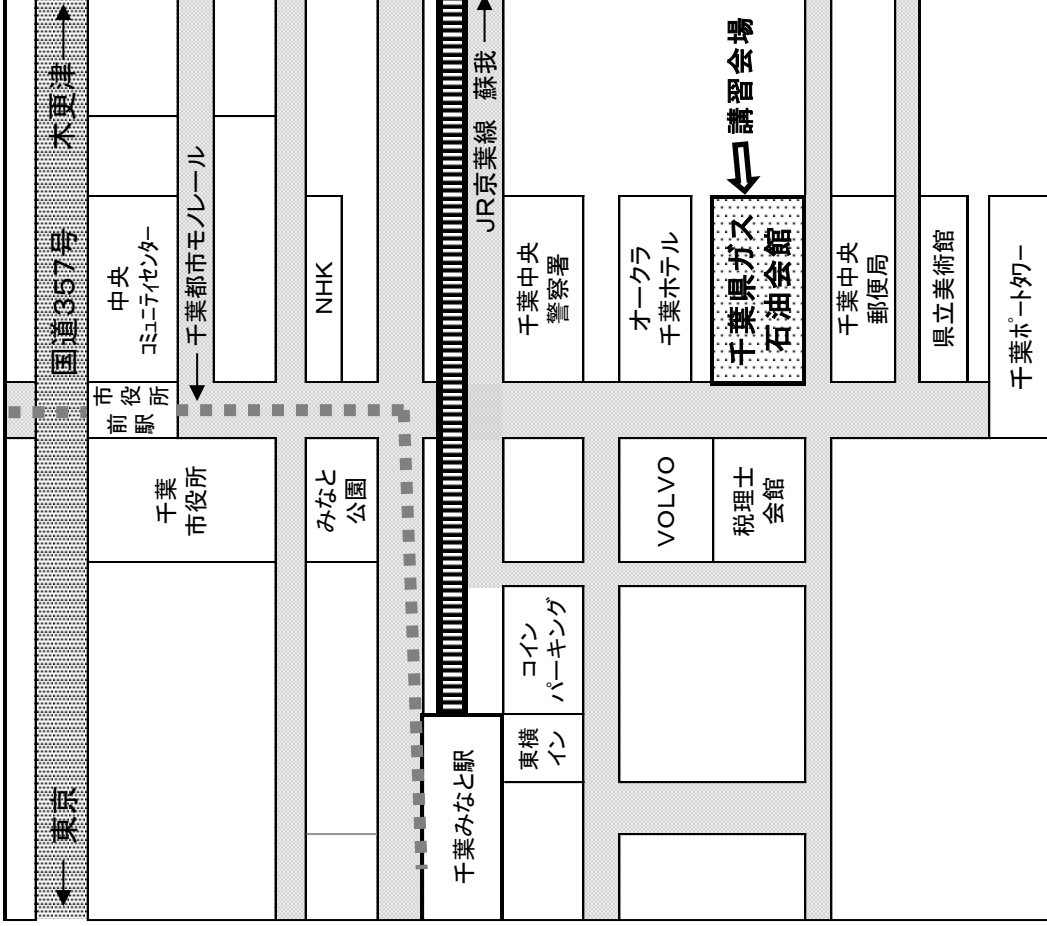 ← 東京
国道357号
木更津 →
千葉
市役所
市役所
前駅
中央
コミュニティセンター
← 千葉都市モノレール
みなと
公園
NHK
千葉みなと駅
JR京葉線 蘇我 →
東横
イン
コイン
パーキング
千葉中央
警察署
VOLVO
オークラ
千葉ホテル
税理士
会館
千葉県ガス
石油会館
講習会場
千葉中央
郵便局
県立美術館
千葉ポートタワー